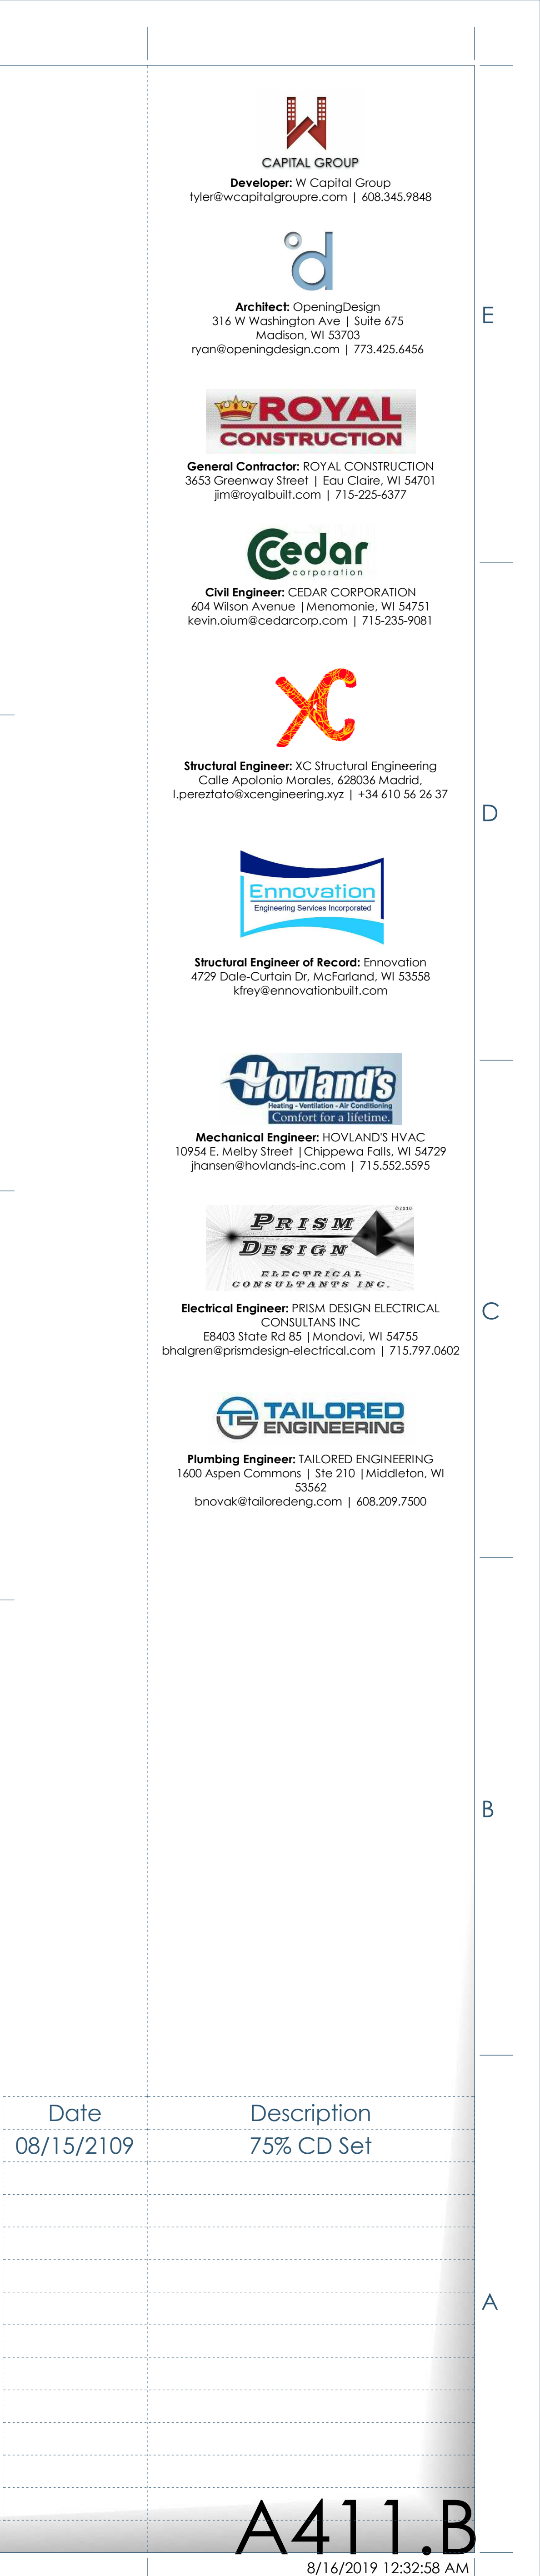 W
CAPITAL GROUP
Developer: W Capital Group
tyler@wcapitalgroupre.com | 608.345.9848
Architect: OpeningDesign
316 W Washington Ave | Suite 675
Madison, WI 53703
ryan@openingdesign.com | 773.425.6456
E
ROYAL
CONSTRUCTION
General Contractor: ROYAL CONSTRUCTION
3653 Greenway Street | Eau Claire, WI 54701
jim@royalbuilt.com | 715-225-6377
Cedar
corporation
Civil Engineer: CEDAR CORPORATION
604 Wilson Avenue |Menomonie, WI 54751
kevin.oium@cedarcorp.com | 715-235-9081
XC
Structural Engineer: XC Structural Engineering
Calle Apolonio Morales, 628036 Madrid,
l.pereztato@xcengineering.xyz | +34 610 56 26 37
D
Ennovation
Engineering Services Incorporated
Structural Engineer of Record: Ennovation
4729 Dale-Curtain Dr, McFarland, WI 53558
kfrey@ennovationbuilt.com
Hovland's
Heating - Ventilation - Air Conditioning
Comfort for a lifetime.
Mechanical Engineer: HOVLAND'S HVAC
10954 E. Melby Street |Chippewa Falls, WI 54729
jhansen@hovlands-inc.com | 715.552.5595
©2010
PRISM
DESIGN
ELECTRICAL
CONSULTANTS INC.
Electrical Engineer: PRISM DESIGN ELECTRICAL
CONSULTANS INC
E8403 State Rd 85 |Mondovi, WI 54755
bhalgren@prismdesign-electrical.com | 715.797.0602
C
TE TAILORED
ENGINEERING
Plumbing Engineer: TAILORED ENGINEERING
1600 Aspen Commons | Ste 210 |Middleton, WI
53562
bnovak@tailoredeng.com | 608.209.7500
B
Date Description
08/15/2109 75% CD Set
A
A411.B
8/16/2019 12:32:58 AM